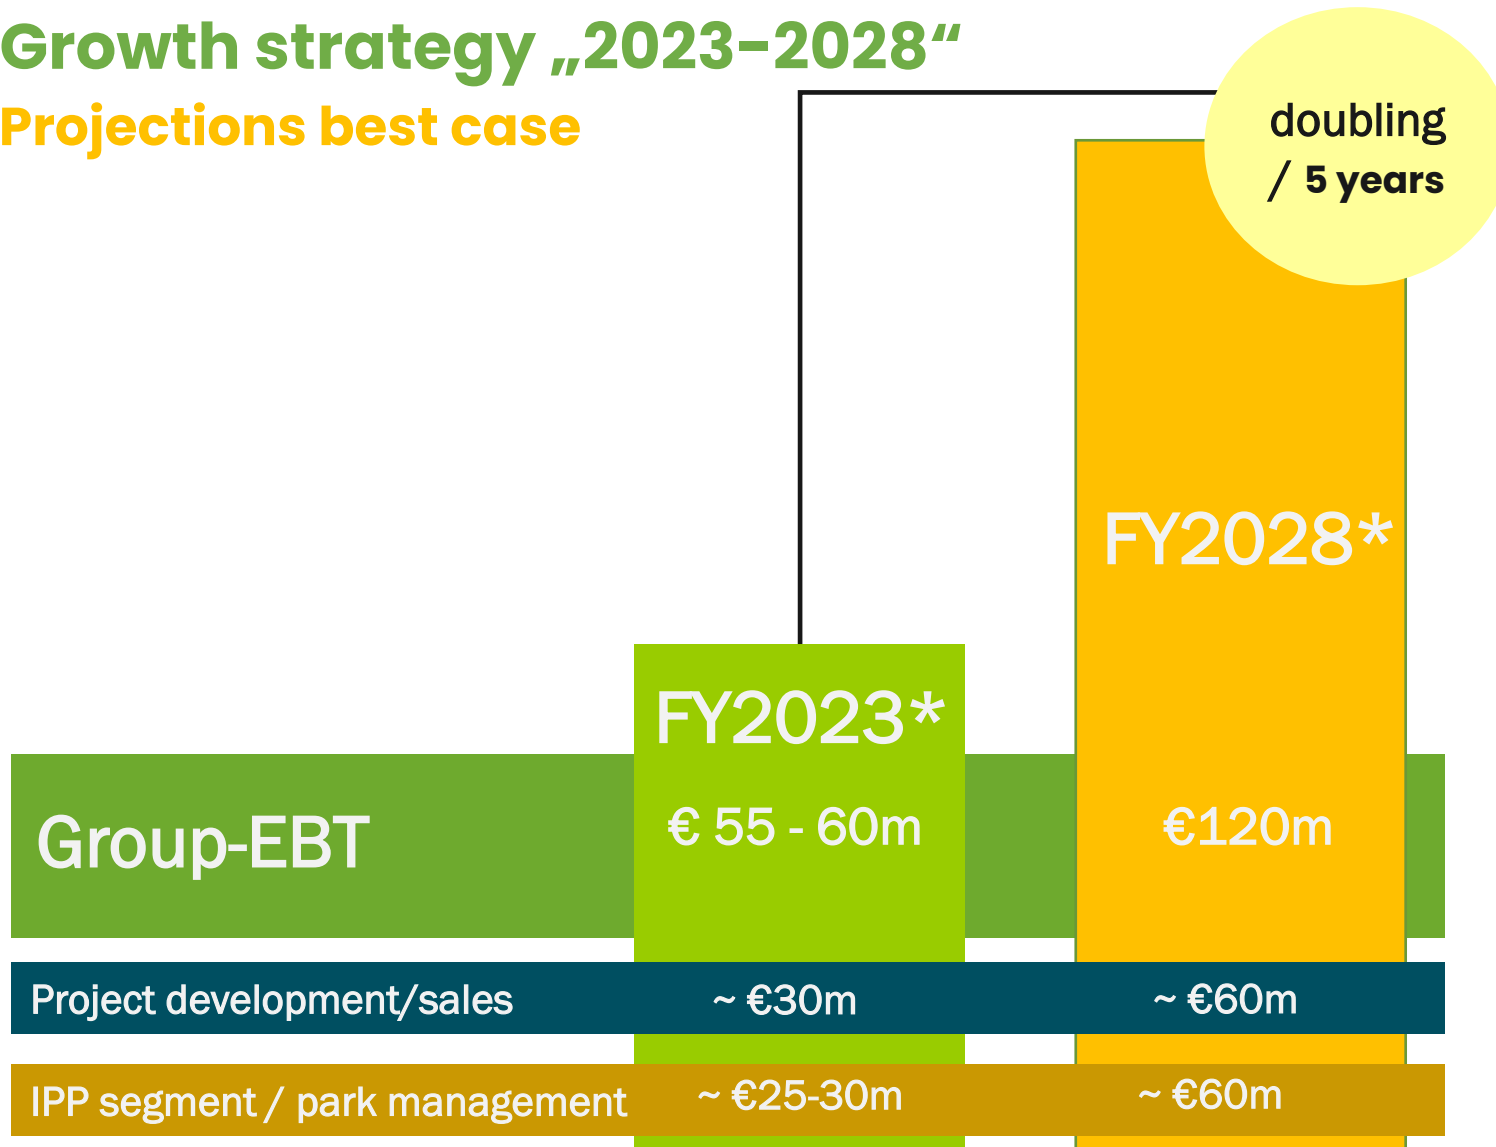 Growth strategy „2023-2028“
Projections best case
doubling
/ 5 years
FY2028*
FY2023*
Group-EBT € 55 - 60m €120m
Project development/sales ~ €30m ~ €60m
IPP segment / park management ~ €25-30m ~ €60m